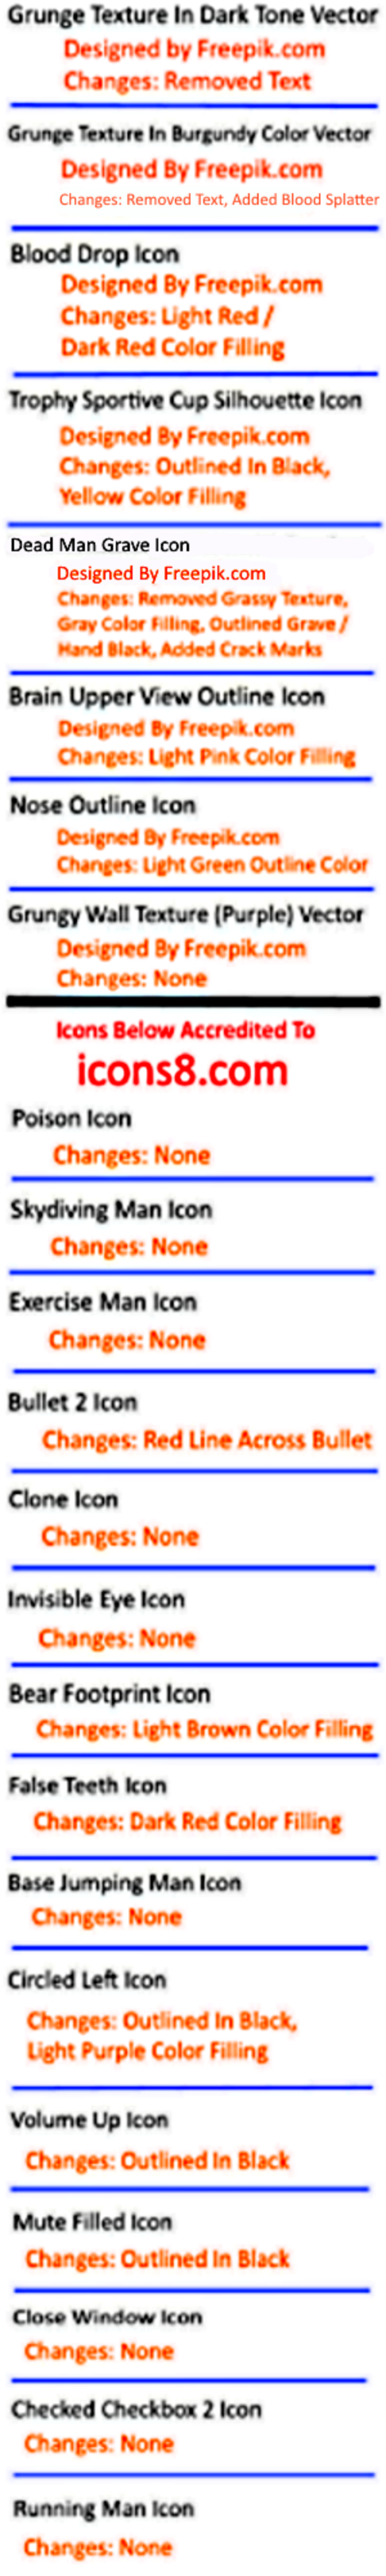 Grunge Texture In Dark Tone Vector
Designed by Freepik.com
Changes: Removed Text
Grunge Texture In Burgundy Color Vector
Designed By Freepik.com
Changes: Removed Text, Added Blood Splatter
Blood Drop Icon
Designed By Freepik.com
Changes: Light Red /
Dark Red Color Filling
Trophy Sportive Cup Silhouette Icon
Designed By Freepik.com
Changes: Outlined In Black,
Yellow Color Filling
Dead Man Grave Icon
Designed By Freepik.com
Changes: Removed Grassy Texture,
Gray Color Filling, Outlined Grave /
Hand Black, Added Crack Marks
Brain Upper View Outline Icon
Designed By Freepik.com
Changes: Light Pink Color Filling
Nose Outline Icon
Designed By Freepik.com
Changes: Light Green Outline Color
Grungy Wall Texture (Purple) Vector
Designed By Freepik.com
Changes: None
Icons Below Accredited To
icons8.com
Poison Icon
Changes: None
Skydiving Man Icon
Changes: None
Exercise Man Icon
Changes: None
Bullet 2 Icon
Changes: Red Line Across Bullet
Clone Icon
Changes: None
Invisible Eye Icon
Changes: None
Bear Footprint Icon
Changes: Light Brown Color Filling
False Teeth Icon
Changes: Dark Red Color Filling
Base Jumping Man Icon
Changes: None
Circled Left Icon
Changes: Outlined In Black,
Light Purple Color Filling
Volume Up Icon
Changes: Outlined In Black
Mute Filled Icon
Changes: Outlined In Black
Close Window Icon
Changes: None
Checked Checkbox 2 Icon
Changes: None
Running Man Icon
Changes: None